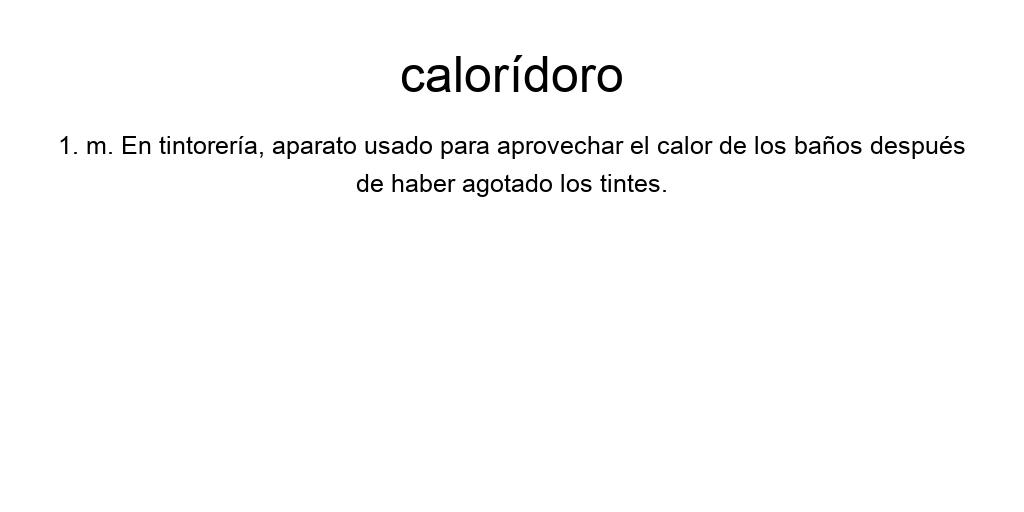 calorídoro
1. m. En tintorería, aparato usado para aprovechar el calor de los baños después
de haber agotado los tintes.